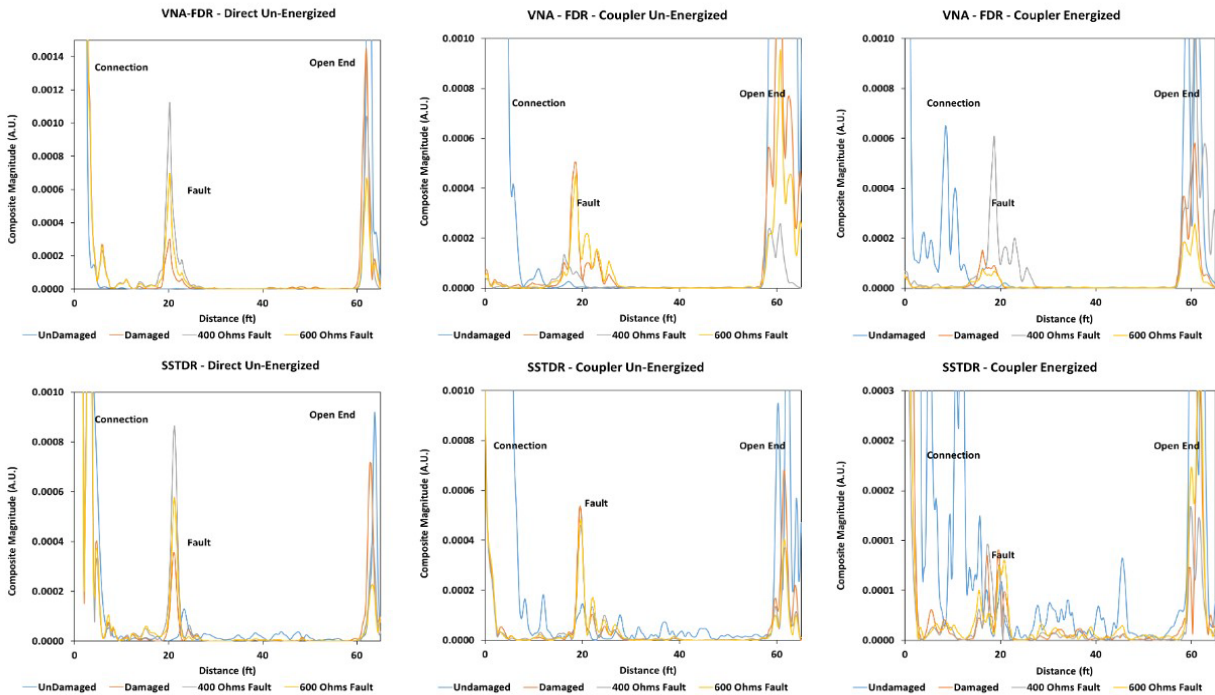 VNA-FDR - Direct Un-Energized
Composite Magnitude (A.U.)
0.0014
0.0012
0.0010
0.0008
0.0006
0.0004
0.0002
0.0000
Connection
Open End
Fault
0 20 40 60
Distance (ft)
UnDamaged Damaged 400 Ohms Fault 600 Ohms Fault
VNA - FDR - Coupler Un-Energized
Composite Magnitude (A.U.)
0.0010
0.0008
0.0006
0.0004
0.0002
0.0000
Connection
Open End
Fault
0 20 40 60
Distance (ft)
Undamaged Damaged 400 Ohms Fault 600 Ohms Fault
VNA - FDR - Coupler Energized
Composite Magnitude (A.U.)
0.0010
0.0008
0.0006
0.0004
0.0002
0.0000
Connection
Open End
Fault
0 20 40 60
Distance (ft)
Undamaged Damaged 400 Ohms Fault 600 Ohms Fault
SSTDR - Direct Un-Energized
Composite Magnitude (A.U.)
0.0010
0.0008
0.0006
0.0004
0.0002
0.0000
Connection
Open End
Fault
0 20 40 60
Distance (ft)
UnDamaged Damaged 400 Ohms Fault 600 Ohms Fault
SSTDR - Coupler Un-Energized
Composite Magnitude (A.U.)
0.0010
0.0008
0.0006
0.0004
0.0002
0.0000
Connection
Open End
Fault
0 20 40 60
Distance (ft)
Undamaged Damaged 400 Ohms Fault 600 Ohms Fault
SSTDR - Coupler Energized
Composite Magnitude (A.U.)
0.0003
0.0002
0.0002
0.0001
0.0001
0.0000
Connection
Open End
Fault
0 20 40 60
Distance (ft)
Undamaged Damaged 400 Ohms Fault 600 Ohms Fault